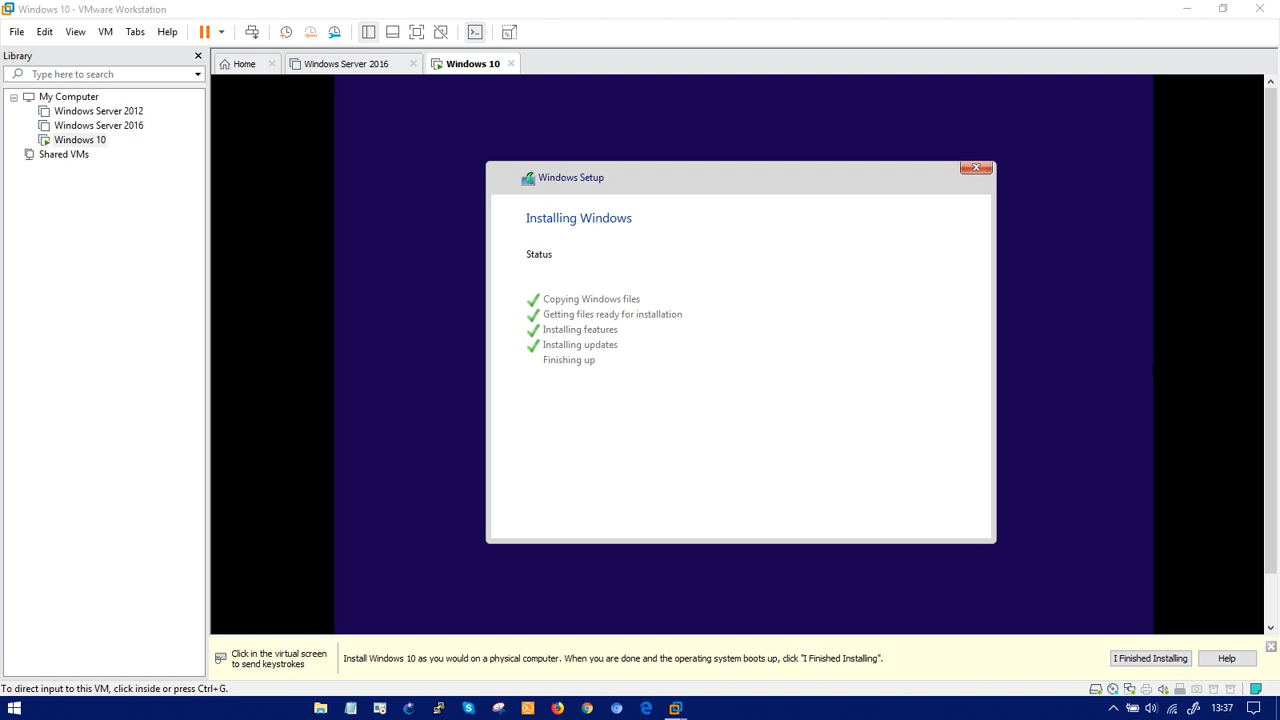 Windows 10 - VMware Workstation
File Edit View VM Tabs Help
Library
Type here to search
My Computer
Windows Server 2012
Windows Server 2016
Windows 10
Shared VMs
Home
Windows Server 2016
Windows 10
Windows Setup
Installing Windows
Status
Copying Windows files
Getting files ready for installation
Installing features
Installing updates
Finishing up
Click in the virtual screen
to send keystrokes
Install Windows 10 as you would on a physical computer. When you are done and the operating system boots up, click "I Finished Installing".
I Finished Installing
Help
To direct input to this VM, click inside or press Ctrl+G.
13:37